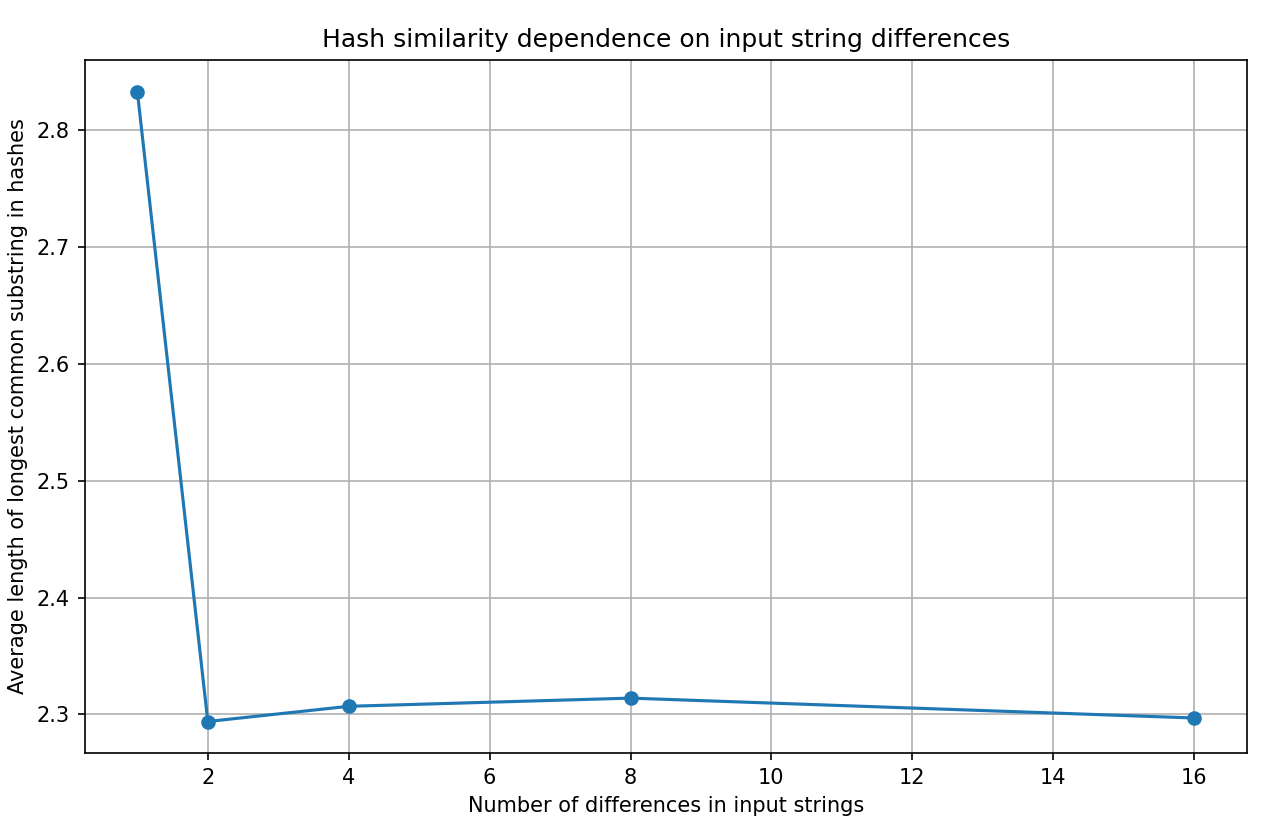 Hash similarity dependence on input string differences
Average length of longest common substring in hashes
2.8
2.7
2.6
2.5
2.4
2.3
2 4 6 8 10 12 14 16
Number of differences in input strings